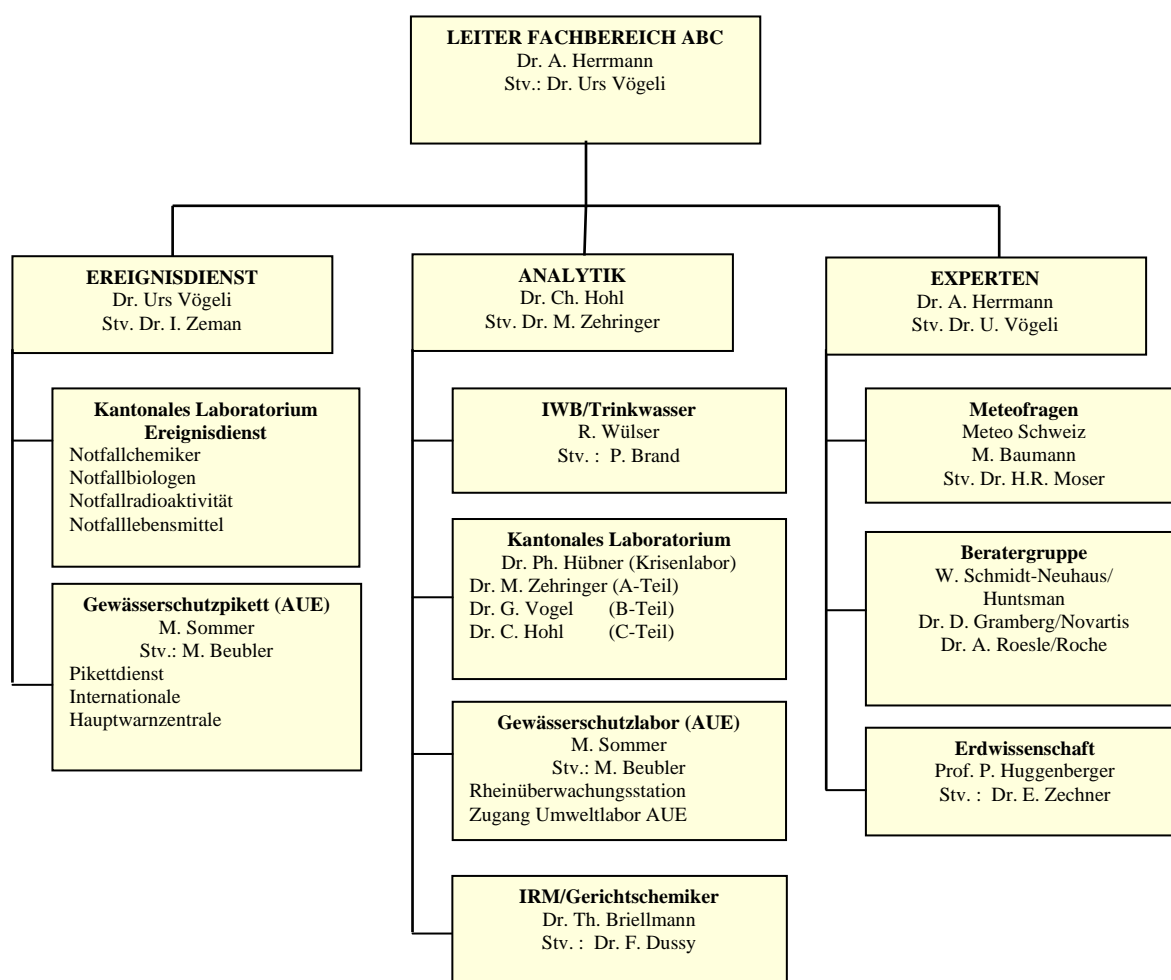 LEITER FACHBEREICH ABC
Dr. A. Herrmann
Stv.: Dr. Urs Vögeli
EREIGNISDIENST
Dr. Urs Vögeli
Stv. Dr. I. Zeman
Kantonales Laboratorium
Ereignisdienst
Notfallchemiker
Notfallbiologen
Notfallradioaktivität
Notfalllebensmittel
Gewässerschutzpikett (AUE)
M. Sommer
Stv.: M. Beubler
Pikettdienst
Internationale
Hauptwarnzentrale
ANALYTIK
Dr. Ch. Hohl
Stv. Dr. M. Zehringer
IWB/Trinkwasser
R. Wülser
Stv. : P. Brand
Kantonales Laboratorium
Dr. Ph. Hübner (Krisenlabor)
Dr. M. Zehringer (A-Teil)
Dr. G. Vogel (B-Teil)
Dr. C. Hohl (C-Teil)
Gewässerschutzlabor (AUE)
M. Sommer
Stv.: M. Beubler
Rheinüberwachungsstation
Zugang Umweltlabor AUE
IRM/Gerichtschemiker
Dr. Th. Briellmann
Stv. : Dr. F. Dussy
EXPERTEN
Dr. A. Herrmann
Stv. Dr. U. Vögeli
Meteofragen
Meteo Schweiz
M. Baumann
Stv. Dr. H.R. Moser
Beratergruppe
W. Schmidt-Neuhaus/
Huntsman
Dr. D. Gramberg/Novartis
Dr. A. Roesle/Roche
Erdwissenschaft
Prof. P. Huggenberger
Stv. : Dr. E. Zechner